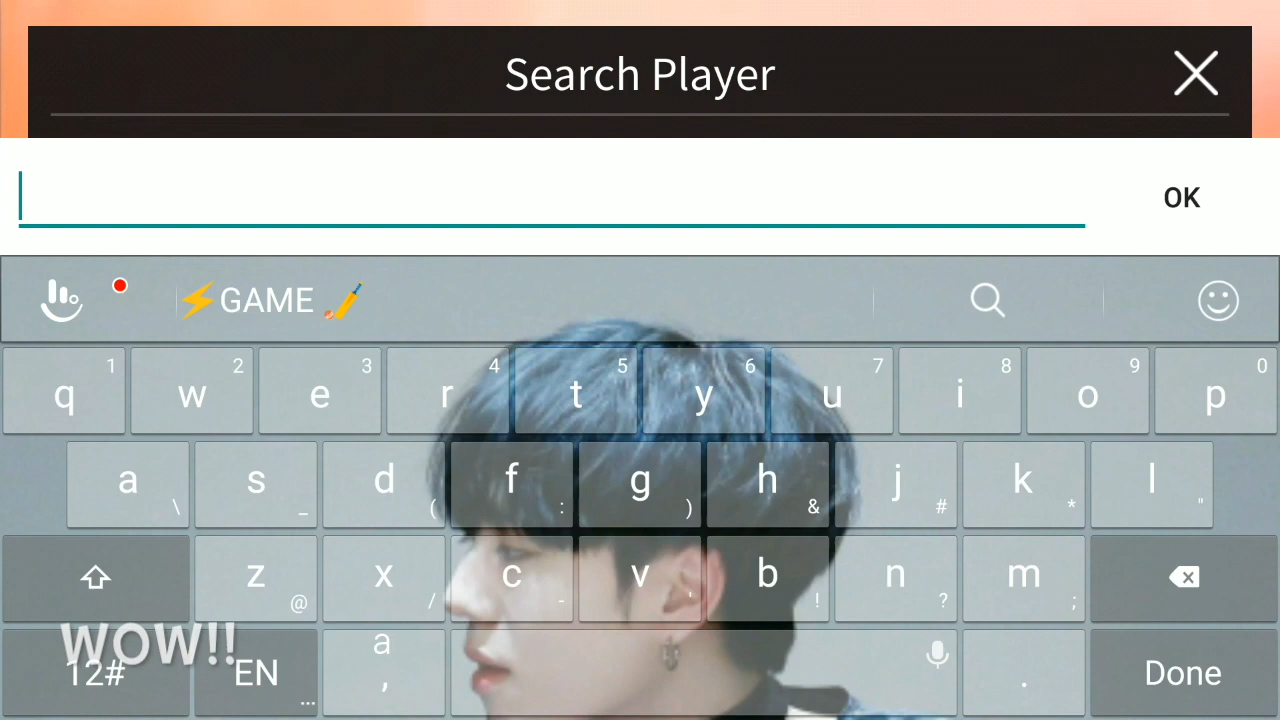 Search Player
OK
⚡GAME 🏏
q 1 w 2 e 3 r 4 t 5 y 6 u 7 i 8 o 9 p 0
a \ s _ d ( f : g ) h & j # k * l "
z @ x / c - v ' b ! n ? m ;
WOW!!
12# EN ... a , . Done